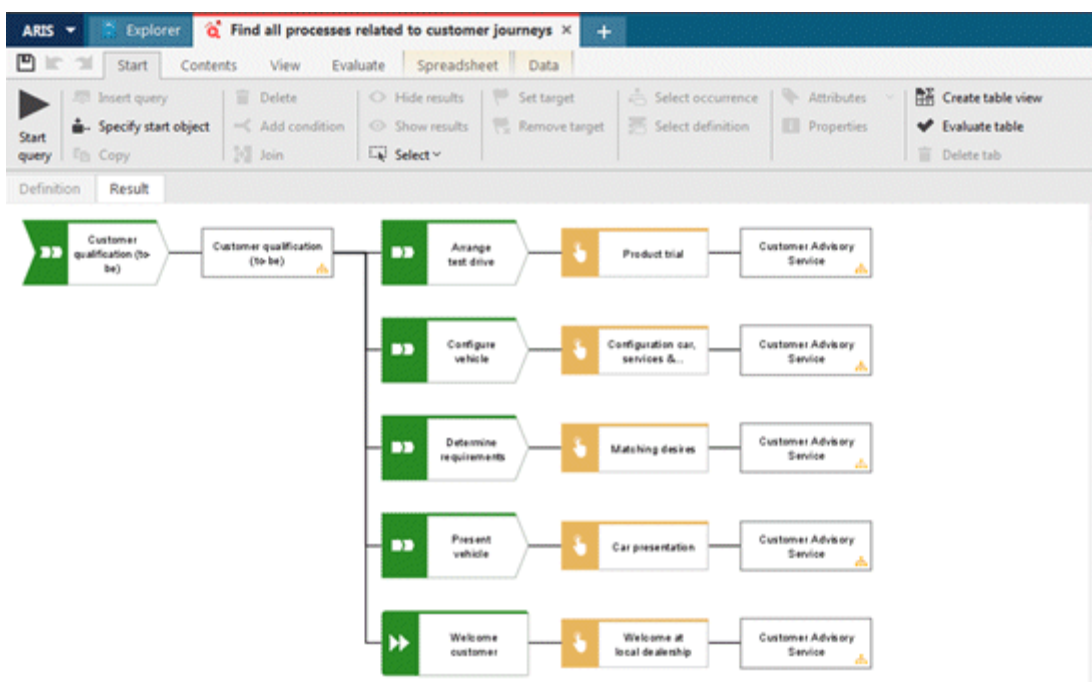 ARIS Explorer Find all processes related to customer journeys × +
Start Contents View Evaluate Spreadsheet Data
Start
query
Insert query
Specify start object
Copy
Delete
Add condition
Join
Hide results
Show results
Select
Set target
Remove target
Select occurrence
Select definition
Attributes
Properties
Create table view
Evaluate table
Delete tab
Definition Result
Customer
qualification (to-
be)
Customer qualification
(to-be)
Arrange
test drive
Product trial
Customer Advisory
Service
Configure
vehicle
Configuration car,
services &...
Customer Advisory
Service
Determine
requirements
Matching desires
Customer Advisory
Service
Present
vehicle
Car presentation
Customer Advisory
Service
Welcome
customer
Welcome at
local dealership
Customer Advisory
Service